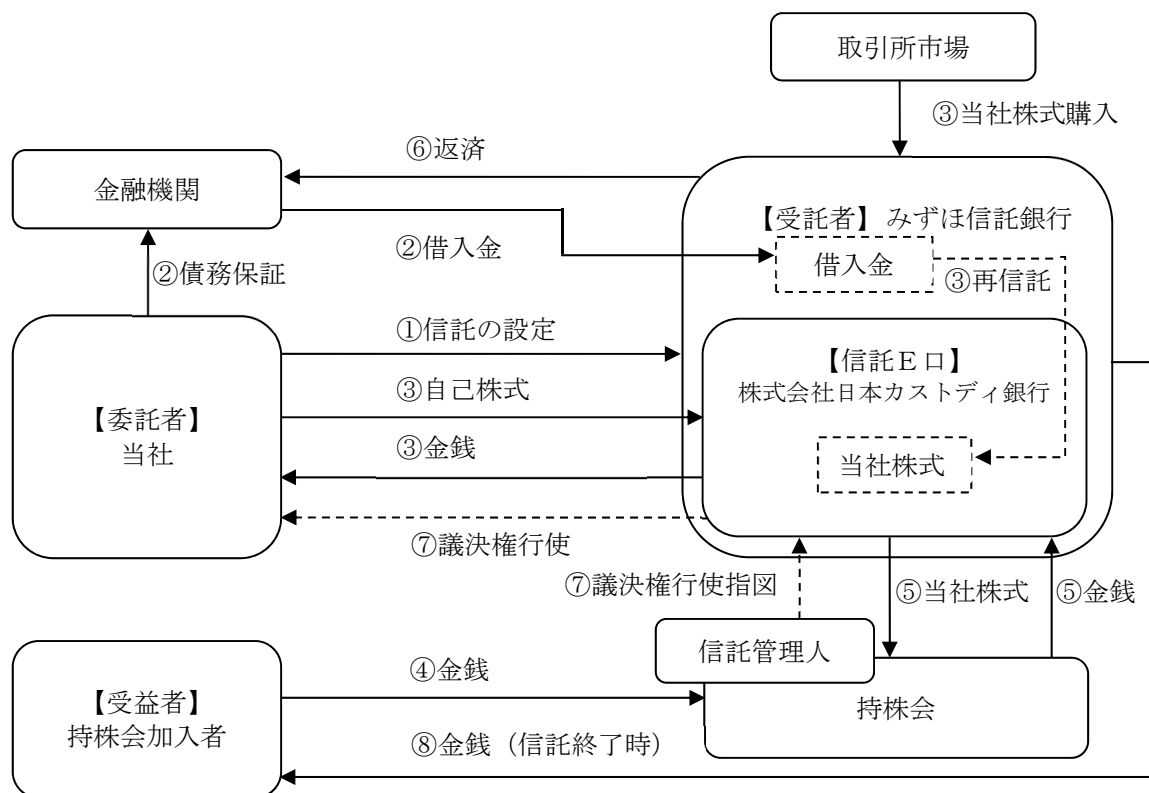 取引所市場
③当社株式購入
⑥返済
金融機関
【受託者】みずほ信託銀行
②借入金
借入金
②債務保証
③再信託
①信託の設定
【信託E口】
③自己株式
株式会社日本カストディ銀行
【委託者】
当社
③金銭
当社株式
⑦議決権行使
⑦議決権行使指図
⑤当社株式
⑤金銭
信託管理人
④金銭
【受益者】
持株会加入者
持株会
⑧金銭（信託終了時）